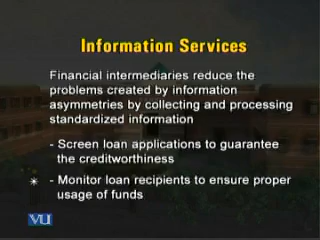 Information Services
Financial intermediaries reduce the
problems created by information
asymmetries by collecting and processing
standardized information
- Screen loan applications to guarantee
the creditworthiness
- Monitor loan recipients to ensure proper
usage of funds
VU